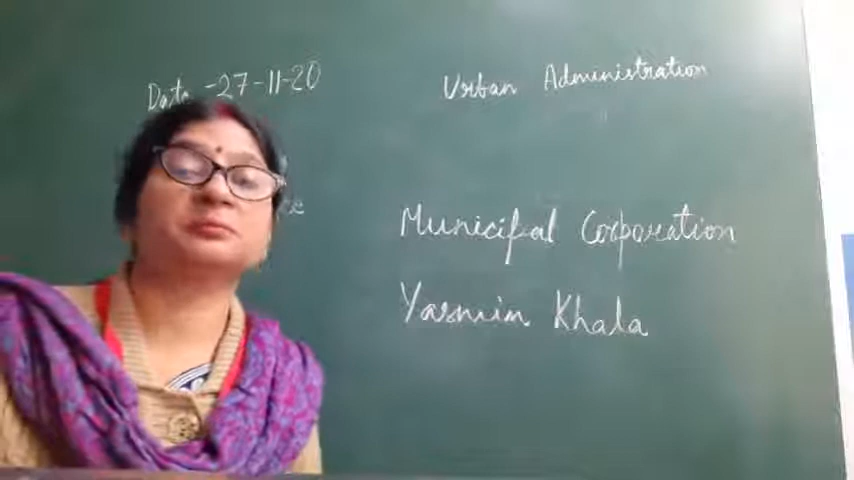 Date - 27-11-20
Urban Administration
Municipal Corporation
Yasmin Khala